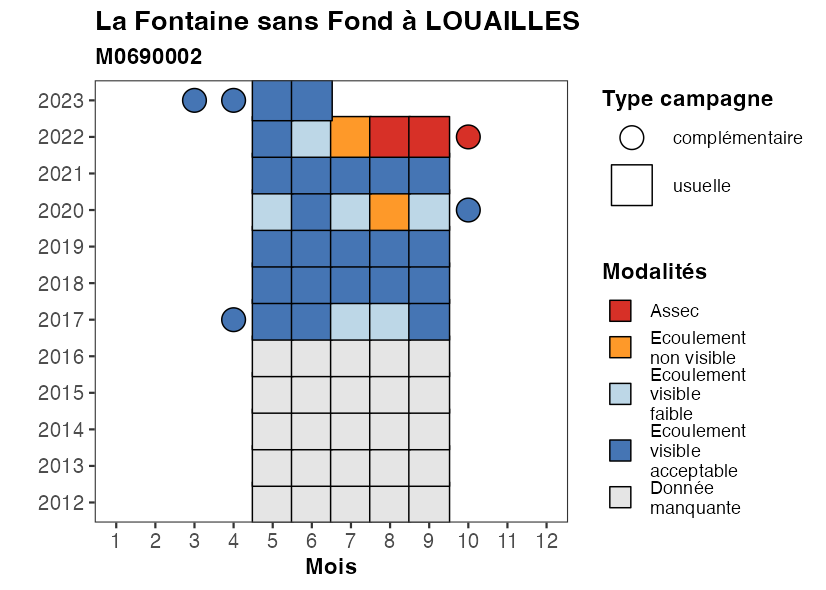 La Fontaine sans Fond à LOUAILLES
M0690002
2023
2022
2021
2020
2019
2018
2017
2016
2015
2014
2013
2012
1 2 3 4 5 6 7 8 9 10 11 12
Mois
Type campagne
complémentaire
usuelle
Modalités
Assec
Ecoulement
non visible
Ecoulement
visible
faible
Ecoulement
visible
acceptable
Donnée
manquante